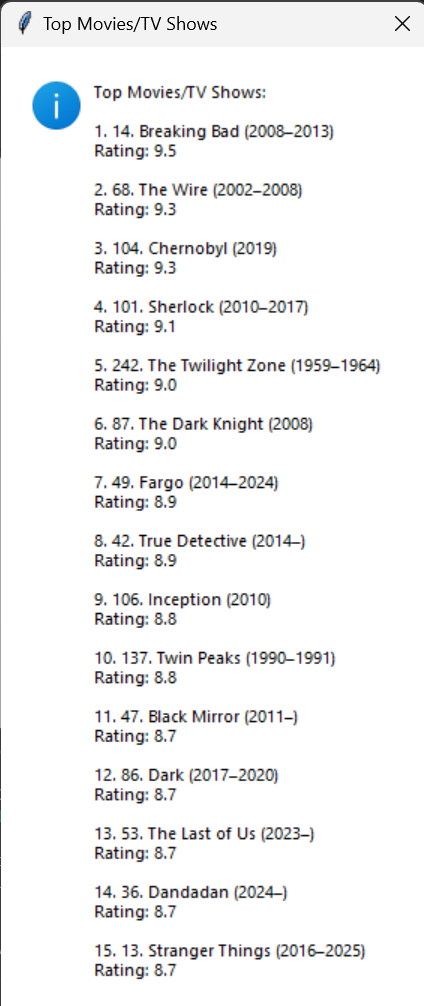 Top Movies/TV Shows
Top Movies/TV Shows:
1. 14. Breaking Bad (2008–2013)
Rating: 9.5
2. 68. The Wire (2002–2008)
Rating: 9.3
3. 104. Chernobyl (2019)
Rating: 9.3
4. 101. Sherlock (2010–2017)
Rating: 9.1
5. 242. The Twilight Zone (1959–1964)
Rating: 9.0
6. 87. The Dark Knight (2008)
Rating: 9.0
7. 49. Fargo (2014–2024)
Rating: 8.9
8. 42. True Detective (2014–)
Rating: 8.9
9. 106. Inception (2010)
Rating: 8.8
10. 137. Twin Peaks (1990–1991)
Rating: 8.8
11. 47. Black Mirror (2011–)
Rating: 8.7
12. 86. Dark (2017–2020)
Rating: 8.7
13. 53. The Last of Us (2023–)
Rating: 8.7
14. 36. Dandadan (2024–)
Rating: 8.7
15. 13. Stranger Things (2016–2025)
Rating: 8.7